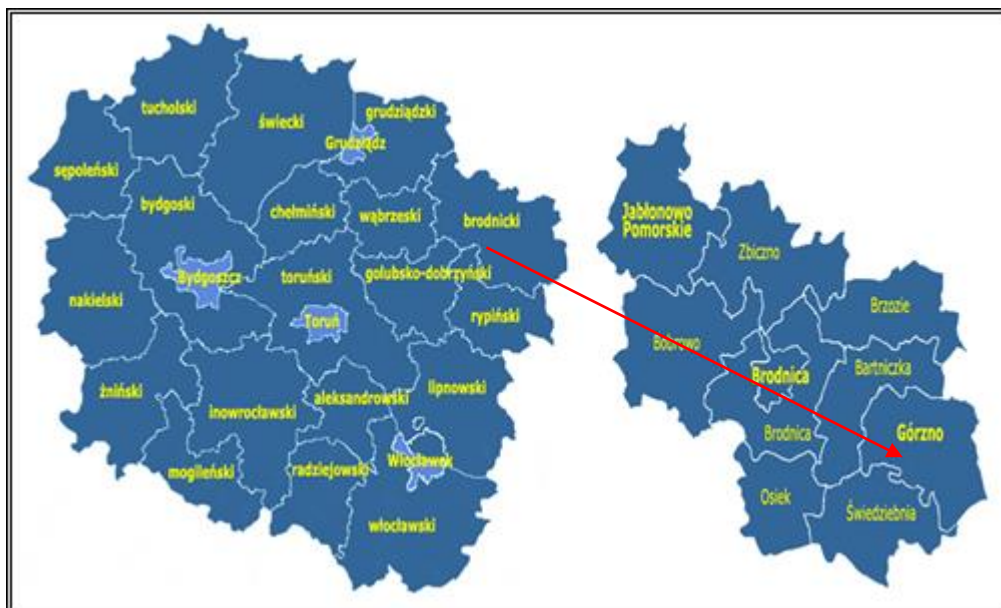 tucholski
świecki
grudziądzki
Grudziądz
sępoleński
bydgoski
chełmiński
wąbrzeski
brodnicki
Bydgoszcz
toruński
golubsko-dobrzyński
nakielski
Toruń
rypiński
żniński
inowrocławski
aleksandrowski
lipnowski
mogileński
radziejowski
Włocławek
włocławski
Jabłonowo
Pomorskie
Zbiczno
Brzozie
Bobrowo
Brodnica
Bartniczka
Brodnica
Górzno
Osiek
Świedziebnia